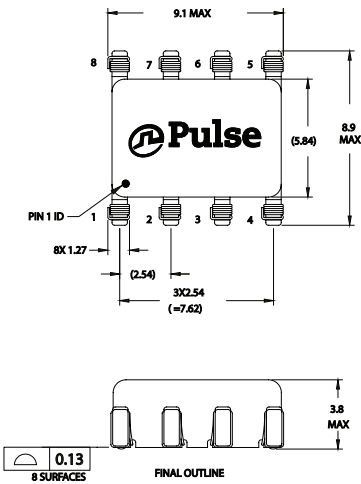 9.1 MAX
8 7 6 5
Pulse
(5.84)
8.9
MAX
PIN 1 ID
1 2 3 4
8X 1.27
(2.54)
3X2.54
(=7.62)
3.8
MAX
0.13
8 SURFACES
FINAL OUTLINE